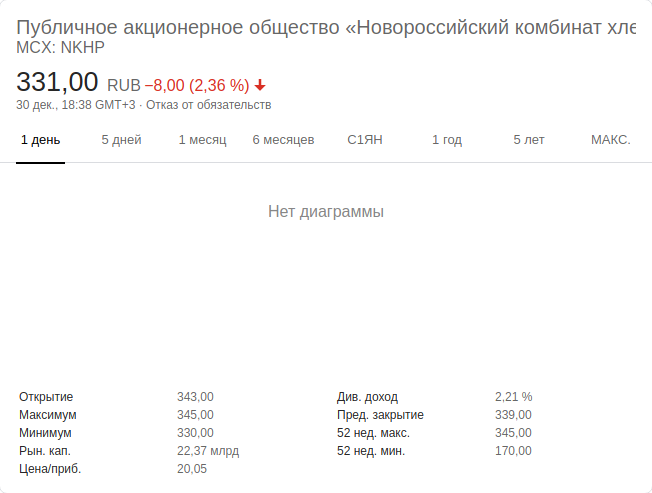 Публичное акционерное общество «Новороссийский комбинат хле
MCX: NKHP
331,00 RUB −8,00 (2,36 %)
30 дек., 18:38 GMT+3 · Отказ от обязательств
1 день 5 дней 1 месяц 6 месяцев С1ЯН 1 год 5 лет МАКС.
Нет диаграммы
Открытие 343,00 Див. доход 2,21 %
Максимум 345,00 Пред. закрытие 339,00
Минимум 330,00 52 нед. макс. 345,00
Рын. кап. 22,37 млрд 52 нед. мин. 170,00
Цена/приб. 20,05